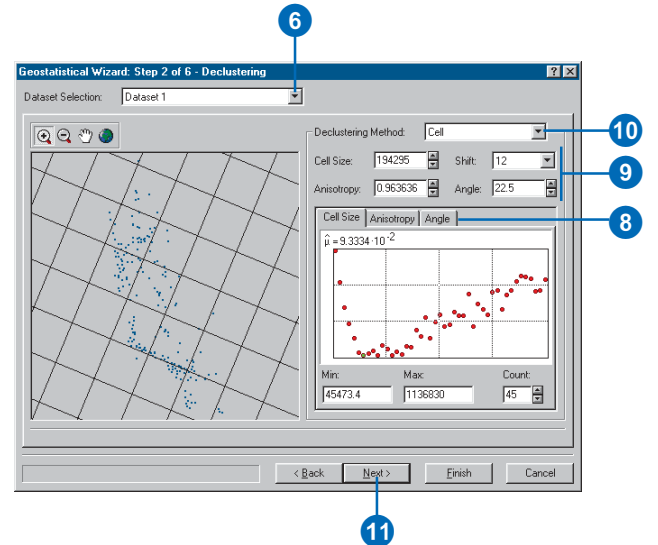 6
Geostatistical Wizard: Step 2 of 6 - Declustering
Dataset Selection: Dataset 1
Declustering Method: Cell
10
Cell Size: 194295 Shift: 12
9
Anisotropy: 0.963636 Angle: 22.5
Cell Size Anisotropy Angle
8
μ̂ = 9.3334·10⁻²
Min: Max: Count:
45473.4 1136830 45
< Back Next > Finish Cancel
11